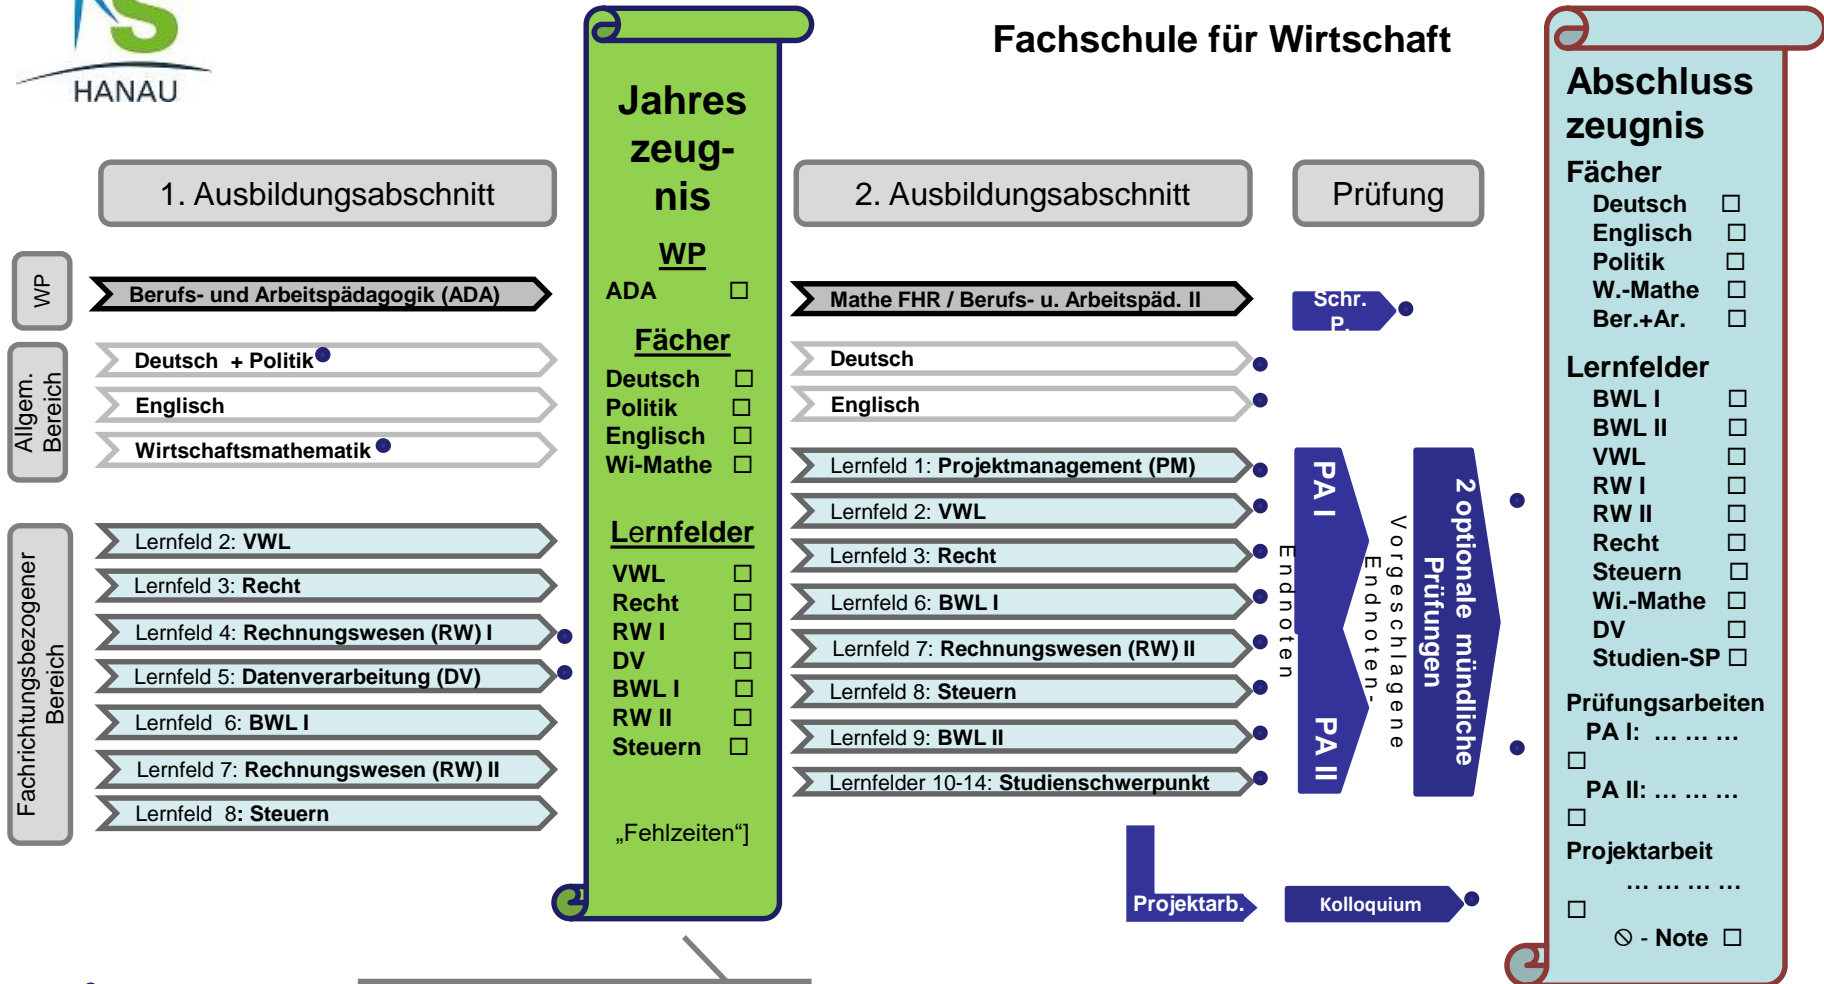 S
HANAU
Fachschule für Wirtschaft
1. Ausbildungsabschnitt
2. Ausbildungsabschnitt
Prüfung
WP
Berufs- und Arbeitspädagogik (ADA)
Allgem.
Bereich
Deutsch + Politik
Englisch
Wirtschaftsmathematik
Fachrichtungsbezogener
Bereich
Lernfeld 2: VWL
Lernfeld 3: Recht
Lernfeld 4: Rechnungswesen (RW) I
Lernfeld 5: Datenverarbeitung (DV)
Lernfeld 6: BWL I
Lernfeld 7: Rechnungswesen (RW) II
Lernfeld 8: Steuern
Jahres
zeug-
nis
WP
ADA □
Fächer
Deutsch □
Politik □
Englisch □
Wi-Mathe □
Lernfelder
VWL □
Recht □
RW I □
DV □
BWL I □
RW II □
Steuern □
„Fehlzeiten“]
Mathe FHR / Berufs- u. Arbeitspäd. II
Deutsch
Englisch
Lernfeld 1: Projektmanagement (PM)
Lernfeld 2: VWL
Lernfeld 3: Recht
Lernfeld 6: BWL I
Lernfeld 7: Rechnungswesen (RW) II
Lernfeld 8: Steuern
Lernfeld 9: BWL II
Lernfelder 10-14: Studienschwerpunkt
Schr.
P.
Endnoten
PA I
PA II
Vorgeschlagene
Endnoten-
2 optionale mündliche
Prüfungen
Projektarb.
Kolloquium
Abschluss
zeugnis
Fächer
Deutsch □
Englisch □
Politik □
W.-Mathe □
Ber.+Ar. □
Lernfelder
BWL I □
BWL II □
VWL □
RW I □
RW II □
Recht □
Steuern □
Wi.-Mathe □
DV □
Studien-SP □
Prüfungsarbeiten
PA I: … … …
□
PA II: … … …
□
Projektarbeit
… … … …
□
⦸ - Note □